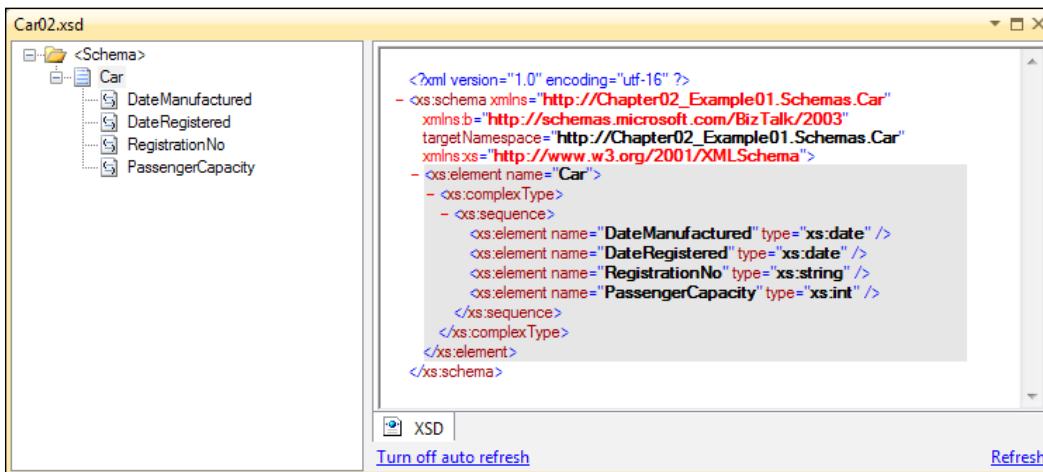 Car02.xsd
<Schema>
Car
DateManufactured
DateRegistered
RegistrationNo
PassengerCapacity
<?xml version="1.0" encoding="utf-16" ?>
- <xs:schema xmlns="http://Chapter02_Example01.Schemas.Car"
xmlns:b="http://schemas.microsoft.com/BizTalk/2003"
targetNamespace="http://Chapter02_Example01.Schemas.Car"
xmlns:xs="http://www.w3.org/2001/XMLSchema">
- <xs:element name="Car">
- <xs:complexType>
- <xs:sequence>
<xs:element name="DateManufactured" type="xs:date" />
<xs:element name="DateRegistered" type="xs:date" />
<xs:element name="RegistrationNo" type="xs:string" />
<xs:element name="PassengerCapacity" type="xs:int" />
</xs:sequence>
</xs:complexType>
</xs:element>
</xs:schema>
XSD
Turn off auto refresh
Refresh